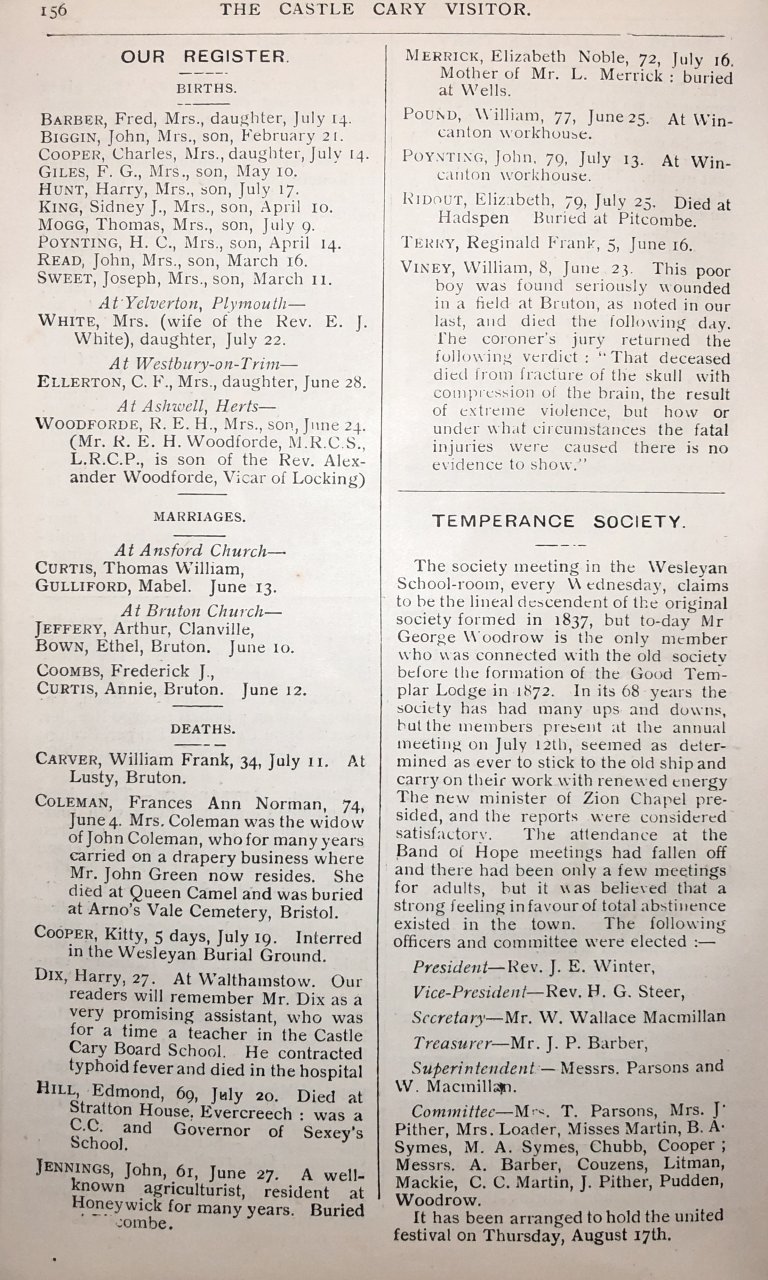 156 THE CASTLE CARY VISITOR.
OUR REGISTER.
BIRTHS.
BARBER, Fred, Mrs., daughter, July 14.
BIGGIN, John, Mrs., son, February 21.
COOPER, Charles, Mrs., daughter, July 14.
GILES, F. G., Mrs., son, May 10.
HUNT, Harry, Mrs., son, July 17.
KING, Sidney J., Mrs., son, April 10.
MOGG, Thomas, Mrs., son, July 9.
POYNTING, H. C., Mrs., son, April 14.
READ, John, Mrs., son, March 16.
SWEET, Joseph, Mrs., son, March 11.
At Yelverton, Plymouth—
WHITE, Mrs. (wife of the Rev. E. J.
White), daughter, July 22.
At Westbury-on-Trim—
ELLERTON, C. F., Mrs., daughter, June 28.
At Ashwell, Herts—
WOODFORDE, R. E. H., Mrs., son, June 24.
(Mr. R. E. H. Woodforde, M.R.C.S.,
L.R.C.P., is son of the Rev. Alex-
ander Woodforde, Vicar of Locking)
MARRIAGES.
At Ansford Church—
CURTIS, Thomas William,
GULLIFORD, Mabel. June 13.
At Bruton Church—
JEFFERY, Arthur, Clanville,
BOWN, Ethel, Bruton. June 10.
COOMBS, Frederick J.,
CURTIS, Annie, Bruton. June 12.
DEATHS.
CARVER, William Frank, 34, July 11. At
Lusty, Bruton.
COLEMAN, Frances Ann Norman, 74,
June 4. Mrs. Coleman was the widow
of John Coleman, who for many years
carried on a drapery business where
Mr. John Green now resides. She
died at Queen Camel and was buried
at Arno's Vale Cemetery, Bristol.
COOPER, Kitty, 5 days, July 19. Interred
in the Wesleyan Burial Ground.
DIX, Harry, 27. At Walthamstow. Our
readers will remember Mr. Dix as a
very promising assistant, who was
for a time a teacher in the Castle
Cary Board School. He contracted
typhoid fever and died in the hospital
HILL, Edmond, 69, July 20. Died at
Stratton House, Evercreech : was a
C.C. and Governor of Sexey's
School.
JENNINGS, John, 61, June 27. A well-
known agriculturist, resident at
Honeywick for many years. Buried
combe.
MERRICK, Elizabeth Noble, 72, July 16.
Mother of Mr. L. Merrick : buried
at Wells.
POUND, William, 77, June 25. At Win-
canton workhouse.
POYNTING, John, 79, July 13. At Win-
canton workhouse.
RIDOUT, Elizabeth, 79, July 25. Died at
Hadspen Buried at Pitcombe.
TERRY, Reginald Frank, 5, June 16.
VINEY, William, 8, June 23. This poor
boy was found seriously wounded
in a field at Bruton, as noted in our
last, and died the following day.
The coroner's jury returned the
following verdict : "That deceased
died from fracture of the skull with
compression of the brain, the result
of extreme violence, but how or
under what circumstances the fatal
injuries were caused there is no
evidence to show."
TEMPERANCE SOCIETY.
The society meeting in the Wesleyan
School-room, every Wednesday, claims
to be the lineal descendent of the original
society formed in 1837, but to-day Mr
George Woodrow is the only member
who was connected with the old society
before the formation of the Good Tem-
plar Lodge in 1872. In its 68 years the
society has had many ups and downs,
but the members present at the annual
meeting on July 12th, seemed as deter-
mined as ever to stick to the old ship and
carry on their work with renewed energy
The new minister of Zion Chapel pre-
sided, and the reports were considered
satisfactory. The attendance at the
Band of Hope meetings had fallen off
and there had been only a few meetings
for adults, but it was believed that a
strong feeling in favour of total abstinence
existed in the town. The following
officers and committee were elected :—
President—Rev. J. E. Winter,
Vice-President—Rev. H. G. Steer,
Secretary—Mr. W. Wallace Macmillan
Treasurer—Mr. J. P. Barber,
Superintendent — Messrs. Parsons and
W. Macmillan.
Committee—Mrs. T. Parsons, Mrs. J.
Pither, Mrs. Loader, Misses Martin, B. A.
Symes, M. A. Symes, Chubb, Cooper ;
Messrs. A. Barber, Couzens, Litman,
Mackie, C. C. Martin, J. Pither, Pudden,
Woodrow.
It has been arranged to hold the united
festival on Thursday, August 17th.